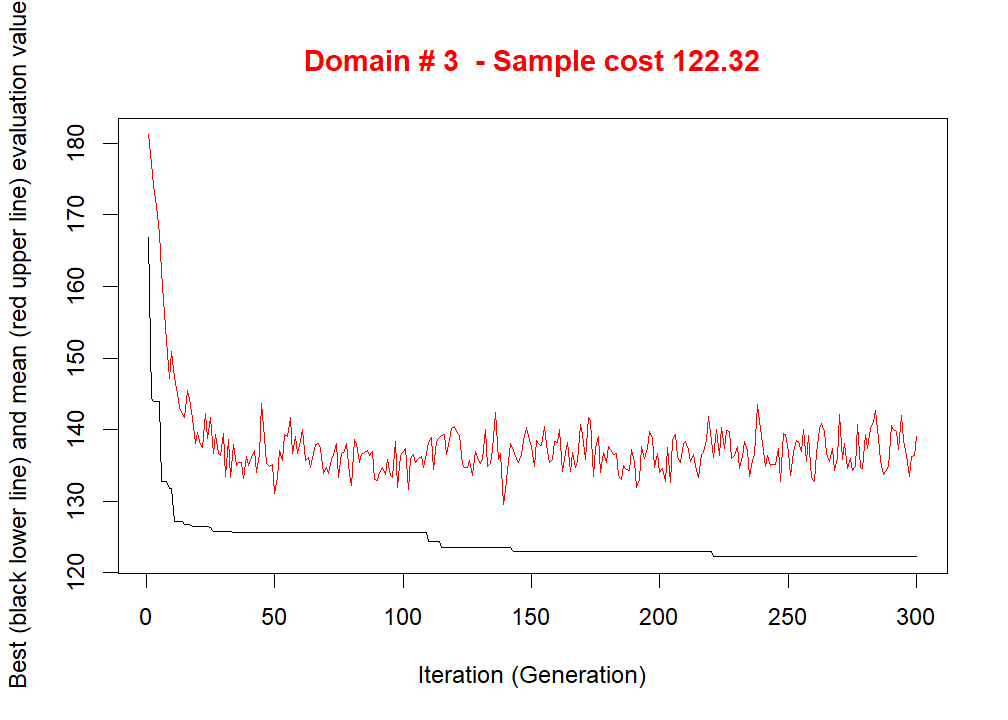 Domain # 3  - Sample cost 122.32
Best (black lower line) and mean (red upper line) evaluation value
180
170
160
150
140
130
120
0 50 100 150 200 250 300
Iteration (Generation)